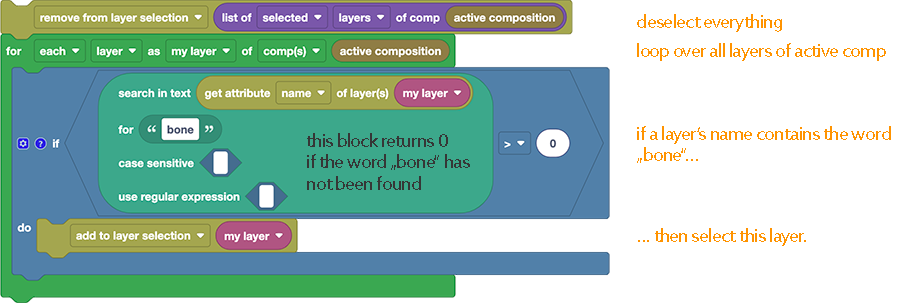 remove from layer selection list of selected layers of comp active composition
deselect everything
for each layer as my layer of comp(s) active composition
loop over all layers of active comp
search in text get attribute name of layer(s) my layer
if for “ bone ” > 0
this block returns 0
if the word „bone“ has
not been found
case sensitive
use regular expression
if a layer's name contains the word
„bone“...
do add to layer selection my layer
... then select this layer.